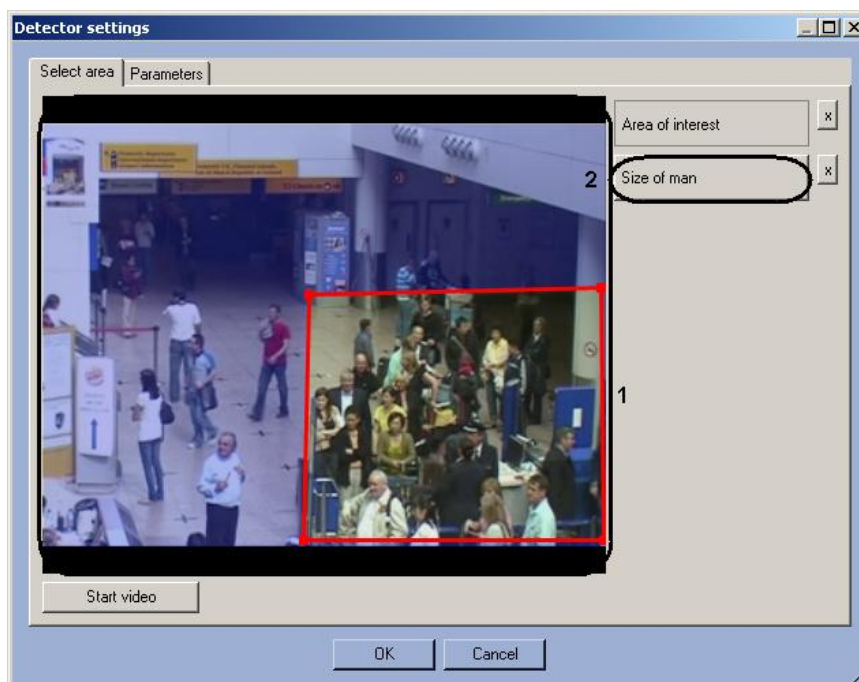 Detector settings
Select area
Parameters
Area of interest
x
2
Size of man
x
1
Start video
OK
Cancel